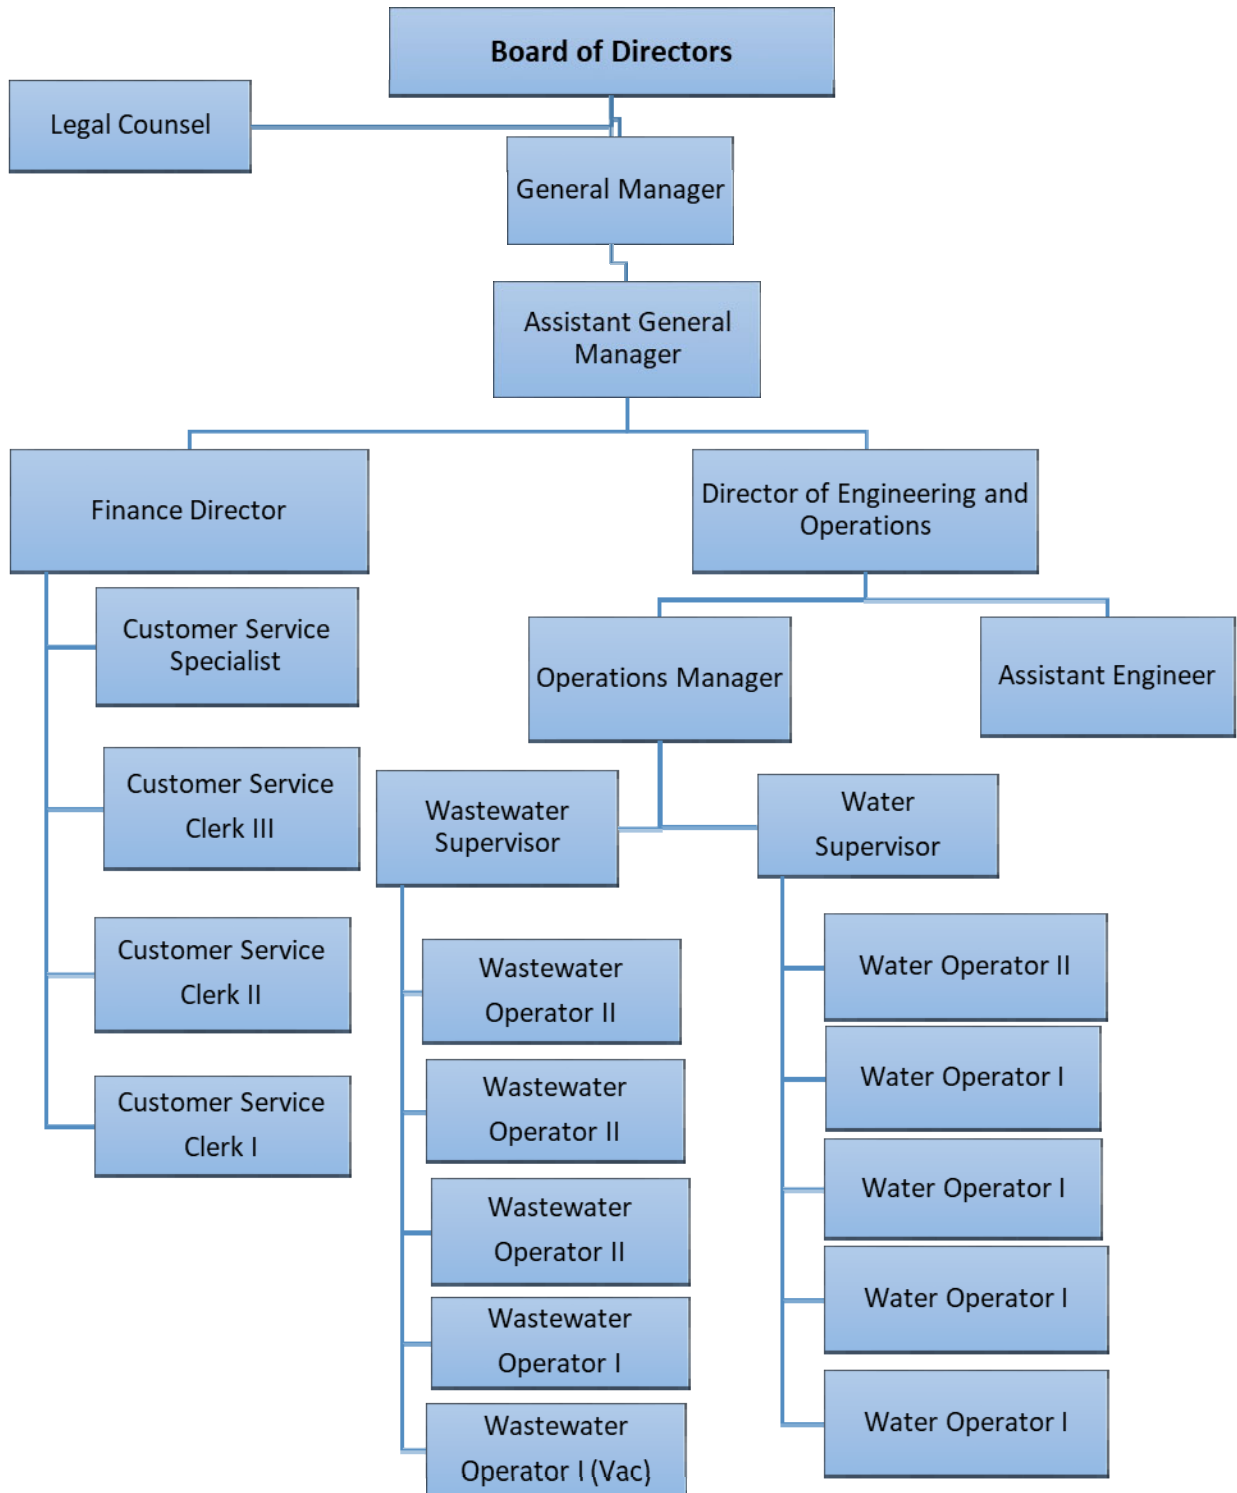 Board of Directors
Legal Counsel
General Manager
Assistant General
Manager
Finance Director
Director of Engineering and
Operations
Customer Service
Specialist
Customer Service
Clerk III
Customer Service
Clerk II
Customer Service
Clerk I
Operations Manager
Assistant Engineer
Wastewater
Supervisor
Water
Supervisor
Wastewater
Operator II
Wastewater
Operator II
Wastewater
Operator II
Wastewater
Operator I
Wastewater
Operator I (Vac)
Water Operator II
Water Operator I
Water Operator I
Water Operator I
Water Operator I